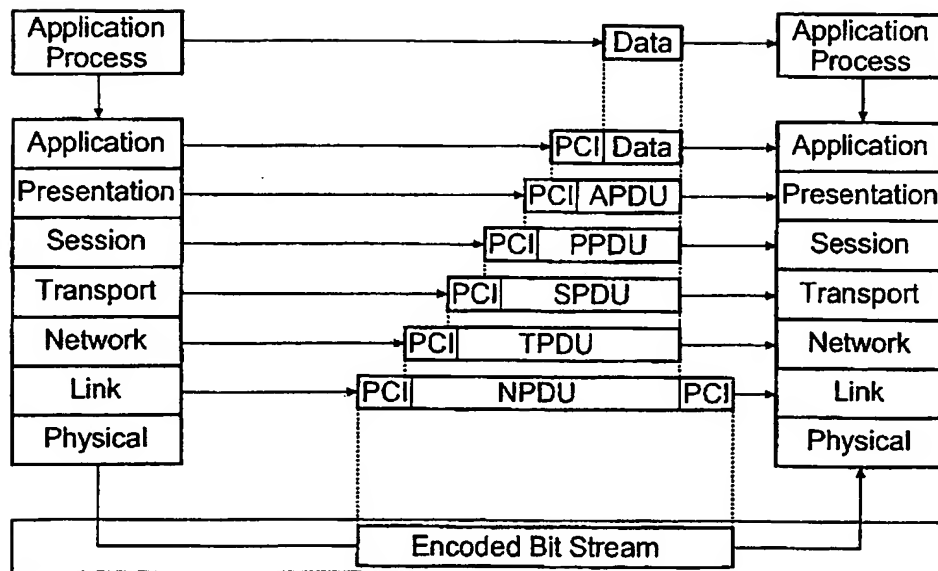 Application
Process
Data
Application
Process
Application
PCI Data
Application
Presentation
PCI APDU
Presentation
Session
PCI PPDU
Session
Transport
PCI SPDU
Transport
Network
PCI TPDU
Network
Link
PCI NPDU PCI
Link
Physical
Physical
Encoded Bit Stream